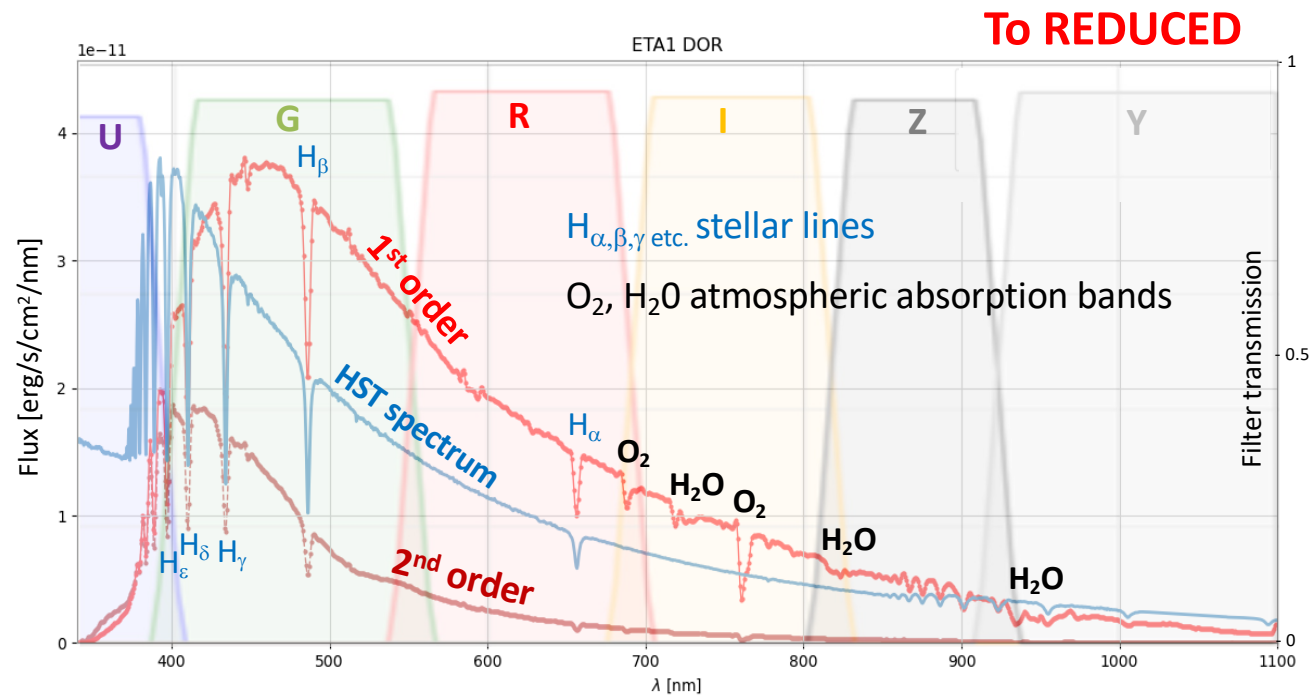 To REDUCED
ETA1 DOR
1e−11
1
U
G
R
I
Z
Y
4
Hβ
Hα,β,γ etc. stellar lines
1st order
3
O2, H20 atmospheric absorption bands
Flux [erg/s/cm2/nm]
0.5
Filter transmission
2
HST spectrum
Hα
O2
H2O
O2
1
H2O
Hε
Hδ
Hγ
2nd order
H2O
0
0
400
500
600
700
800
900
1000
1100
λ [nm]